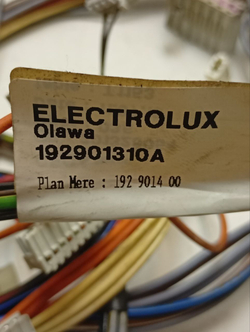 ELECTROLUX
Olawa
192901310A
Plan Mere : 192 9014 00